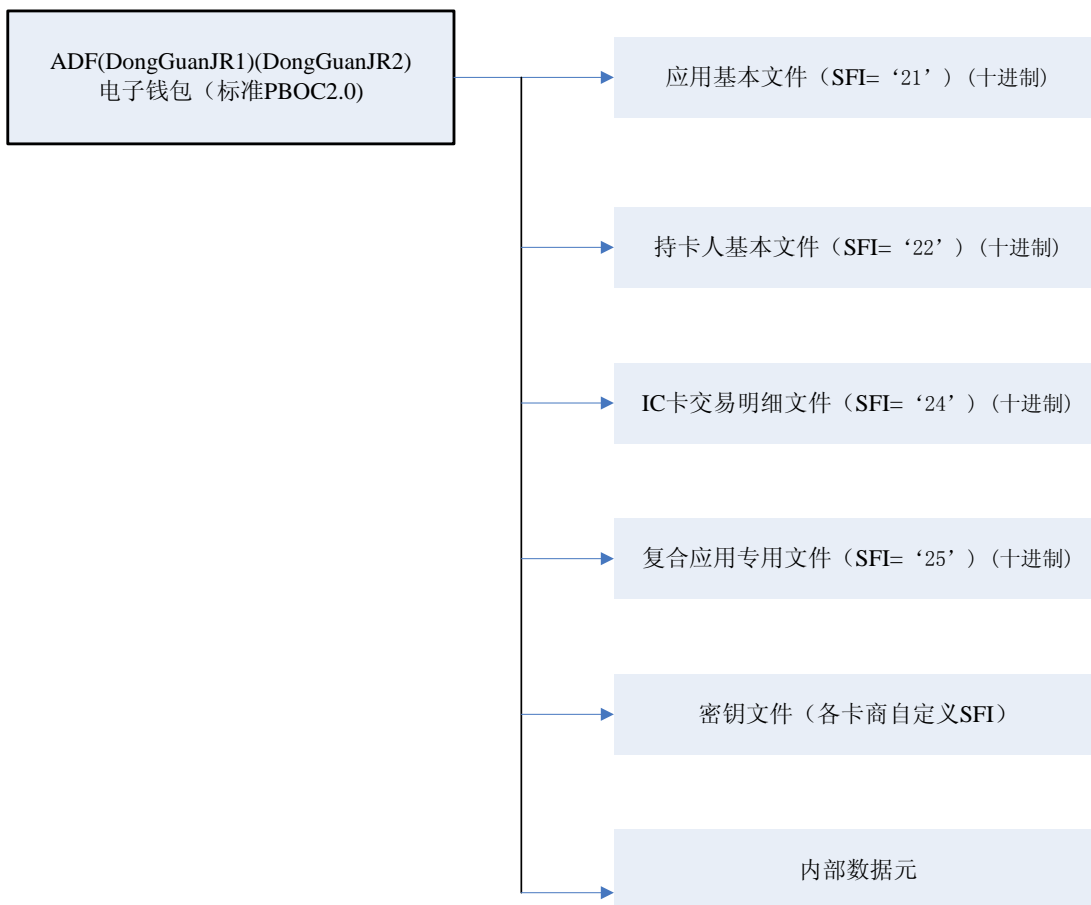 ADF(DongGuanJR1)(DongGuanJR2)
电子钱包（标准PBOC2.0)
应用基本文件（SFI=‘21’）(十进制)
持卡人基本文件（SFI=‘22’）(十进制)
IC卡交易明细文件（SFI=‘24’）(十进制)
复合应用专用文件（SFI=‘25’）(十进制)
密钥文件（各卡商自定义SFI）
内部数据元